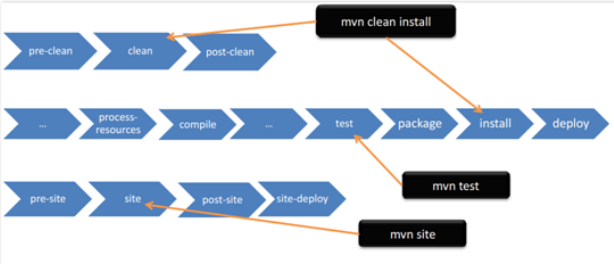 mvn clean install
pre-clean
clean
post-clean
...
process-
resources
compile
...
test
package
install
deploy
mvn test
pre-site
site
post-site
site-deploy
mvn site